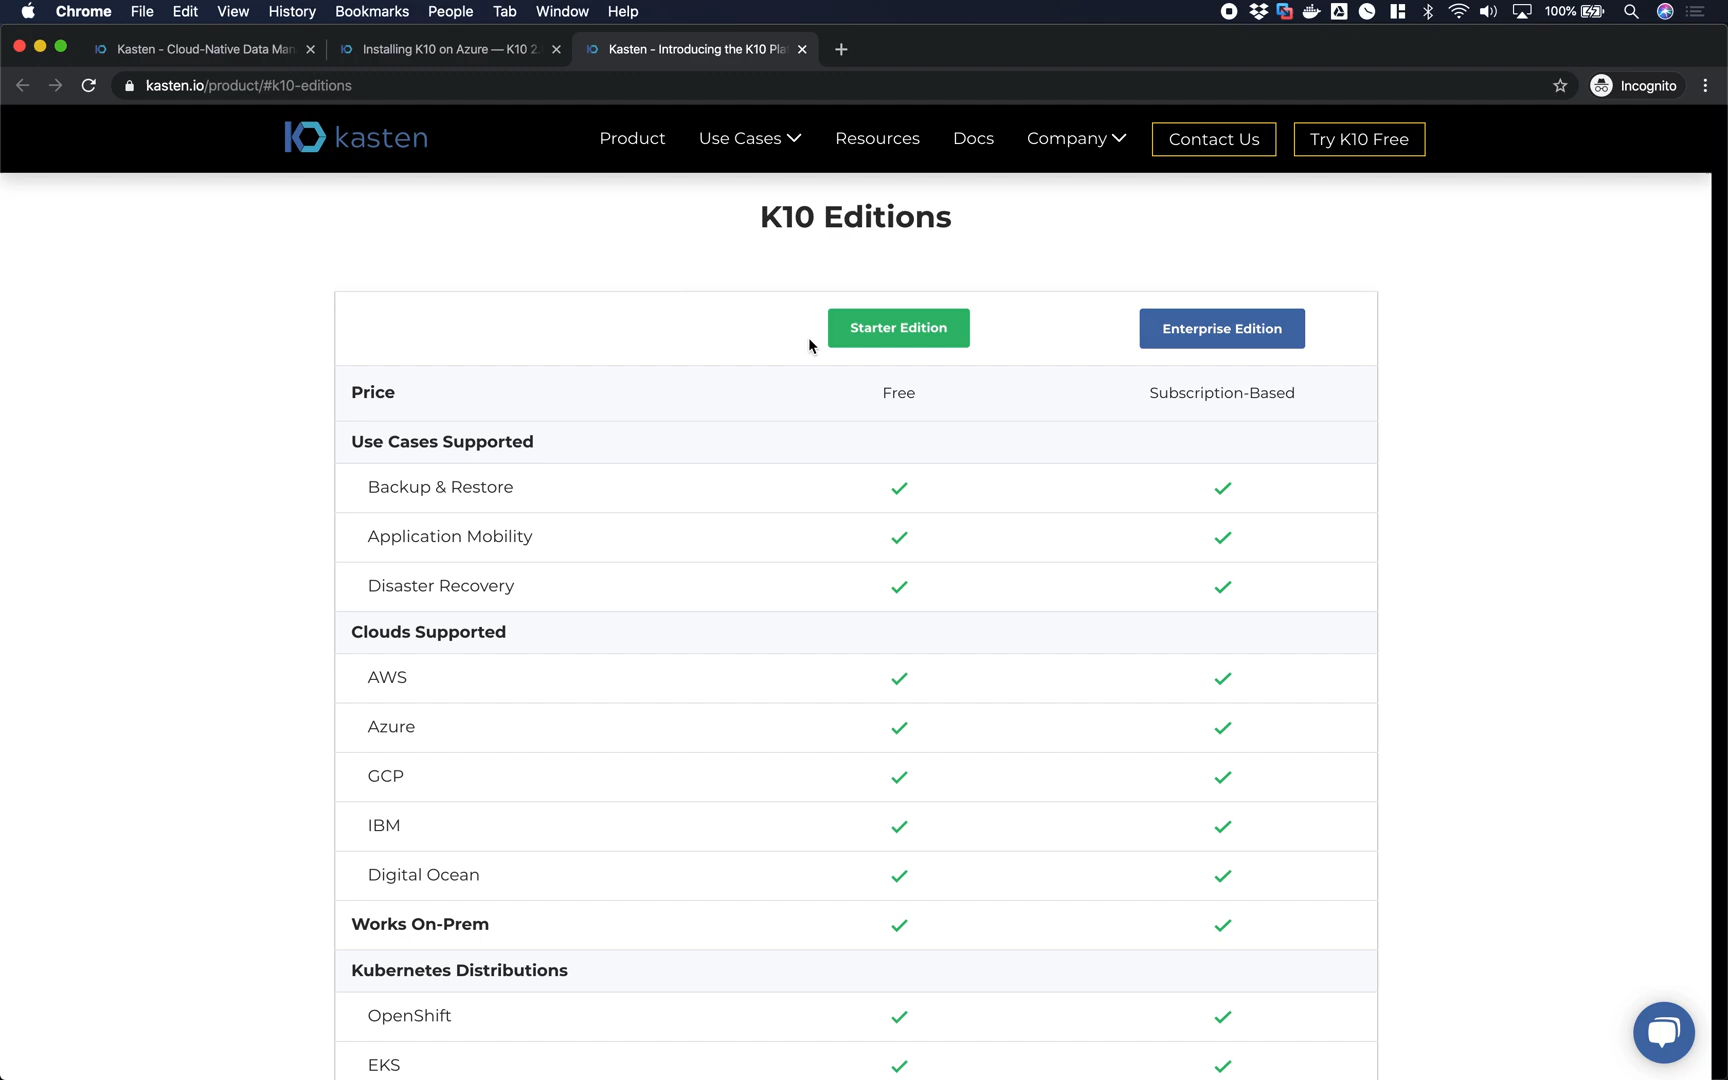 Chrome File Edit View History Bookmarks People Tab Window Help 100%
Kasten - Cloud-Native Data Man Installing K10 on Azure — K10 2. Kasten - Introducing the K10 Pla
kasten.io/product/#k10-editions Incognito
kasten Product Use Cases Resources Docs Company Contact Us Try K10 Free
K10 Editions
Starter Edition Enterprise Edition
Price Free Subscription-Based
Use Cases Supported
Backup & Restore
Application Mobility
Disaster Recovery
Clouds Supported
AWS
Azure
GCP
IBM
Digital Ocean
Works On-Prem
Kubernetes Distributions
OpenShift
EKS